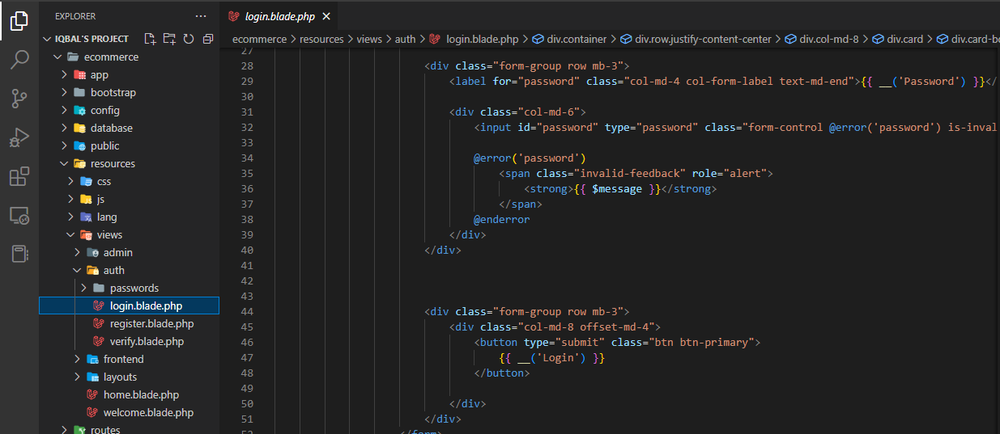 EXPLORER
IQBAL'S PROJECT
ecommerce
app
bootstrap
config
database
public
resources
css
js
lang
views
admin
auth
passwords
login.blade.php
register.blade.php
verify.blade.php
frontend
layouts
home.blade.php
welcome.blade.php
routes
login.blade.php
ecommerce > resources > views > auth > login.blade.php > div.container > div.row.justify-content-center > div.col-md-8 > div.card > div.card-bo
27
28 <div class="form-group row mb-3">
29 <label for="password" class="col-md-4 col-form-label text-md-end">{{ __('Password') }}</
30
31 <div class="col-md-6">
32 <input id="password" type="password" class="form-control @error('password') is-inval
33
34 @error('password')
35 <span class="invalid-feedback" role="alert">
36 <strong>{{ $message }}</strong>
37 </span>
38 @enderror
39 </div>
40 </div>
41
42
43
44 <div class="form-group row mb-3">
45 <div class="col-md-8 offset-md-4">
46 <button type="submit" class="btn btn-primary">
47 {{ __('Login') }}
48 </button>
49
50 </div>
51 </div>
52 </form>